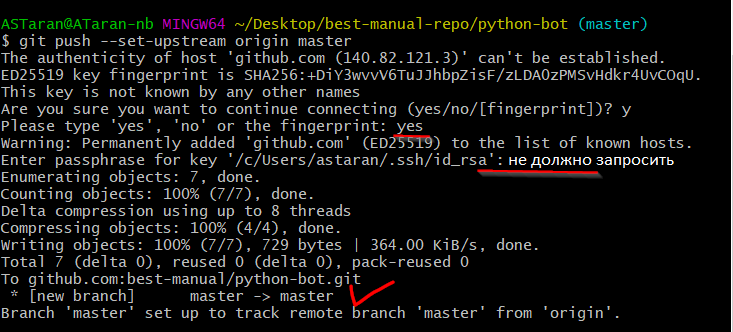 ASTaran@ATaran-nb MINGW64 ~/Desktop/best-manual-repo/python-bot (master)
$ git push --set-upstream origin master
The authenticity of host 'github.com (140.82.121.3)' can't be established.
ED25519 key fingerprint is SHA256:+DiY3wvvV6TuJJhbpZisF/zLDA0zPMSvHdkr4UvCOqU.
This key is not known by any other names
Are you sure you want to continue connecting (yes/no/[fingerprint])? y
Please type 'yes', 'no' or the fingerprint: yes
Warning: Permanently added 'github.com' (ED25519) to the list of known hosts.
Enter passphrase for key '/c/Users/astaran/.ssh/id_rsa': не должно запросить
Enumerating objects: 7, done.
Counting objects: 100% (7/7), done.
Delta compression using up to 8 threads
Compressing objects: 100% (4/4), done.
Writing objects: 100% (7/7), 729 bytes | 364.00 KiB/s, done.
Total 7 (delta 0), reused 0 (delta 0), pack-reused 0
To github.com:best-manual/python-bot.git
 * [new branch]      master -> master
Branch 'master' set up to track remote branch 'master' from 'origin'.